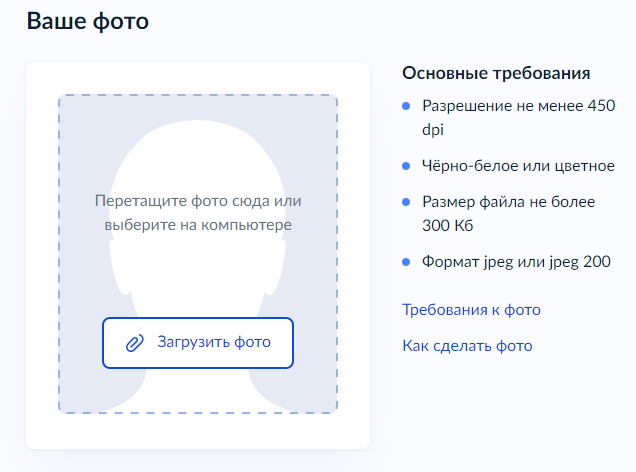 Ваше фото
Перетащите фото сюда или
выберите на компьютере
Загрузить фото
Основные требования
Разрешение не менее 450
dpi
Чёрно-белое или цветное
Размер файла не более
300 Кб
Формат jpeg или jpeg 200
Требования к фото
Как сделать фото